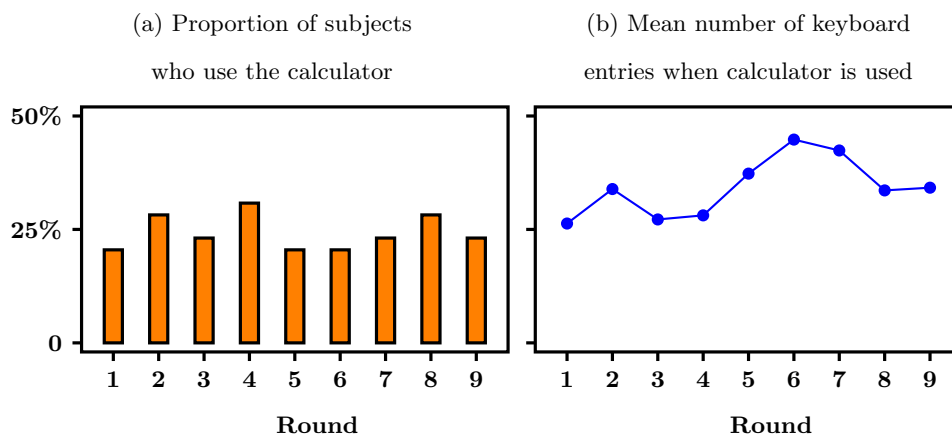 (a) Proportion of subjects
who use the calculator
50%
25%
0
1 2 3 4 5 6 7 8 9
Round
(b) Mean number of keyboard
entries when calculator is used
1 2 3 4 5 6 7 8 9
Round